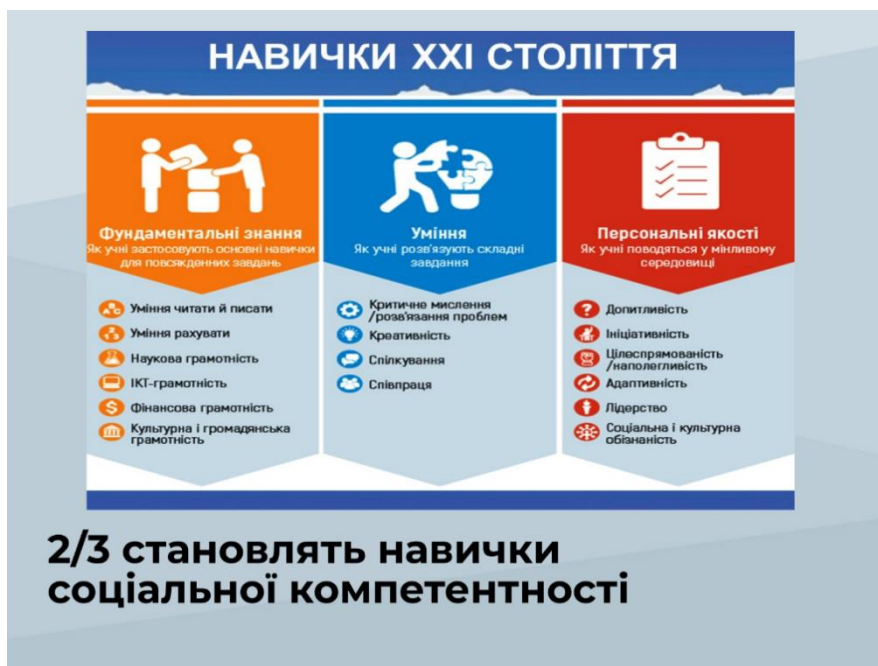 НАВИЧКИ ХХІ СТОЛІТТЯ
Фундаментальні знання
Як учні застосовують основні навички
для повсякденних завдань
Уміння читати й писати
Уміння рахувати
Наукова грамотність
ІКТ-грамотність
Фінансова грамотність
Культурна і громадянська
грамотність
Уміння
Як учні розв'язують складні
завдання
Критичне мислення
/розв'язання проблем
Креативність
Спілкування
Співпраця
Персональні якості
Як учні поводяться у мінливому
середовищі
Допитливість
Ініціативність
Цілеспрямованість
/наполегливість
Адаптивність
Лідерство
Соціальна і культурна
обізнаність
2/3 становлять навички
соціальної компетентності